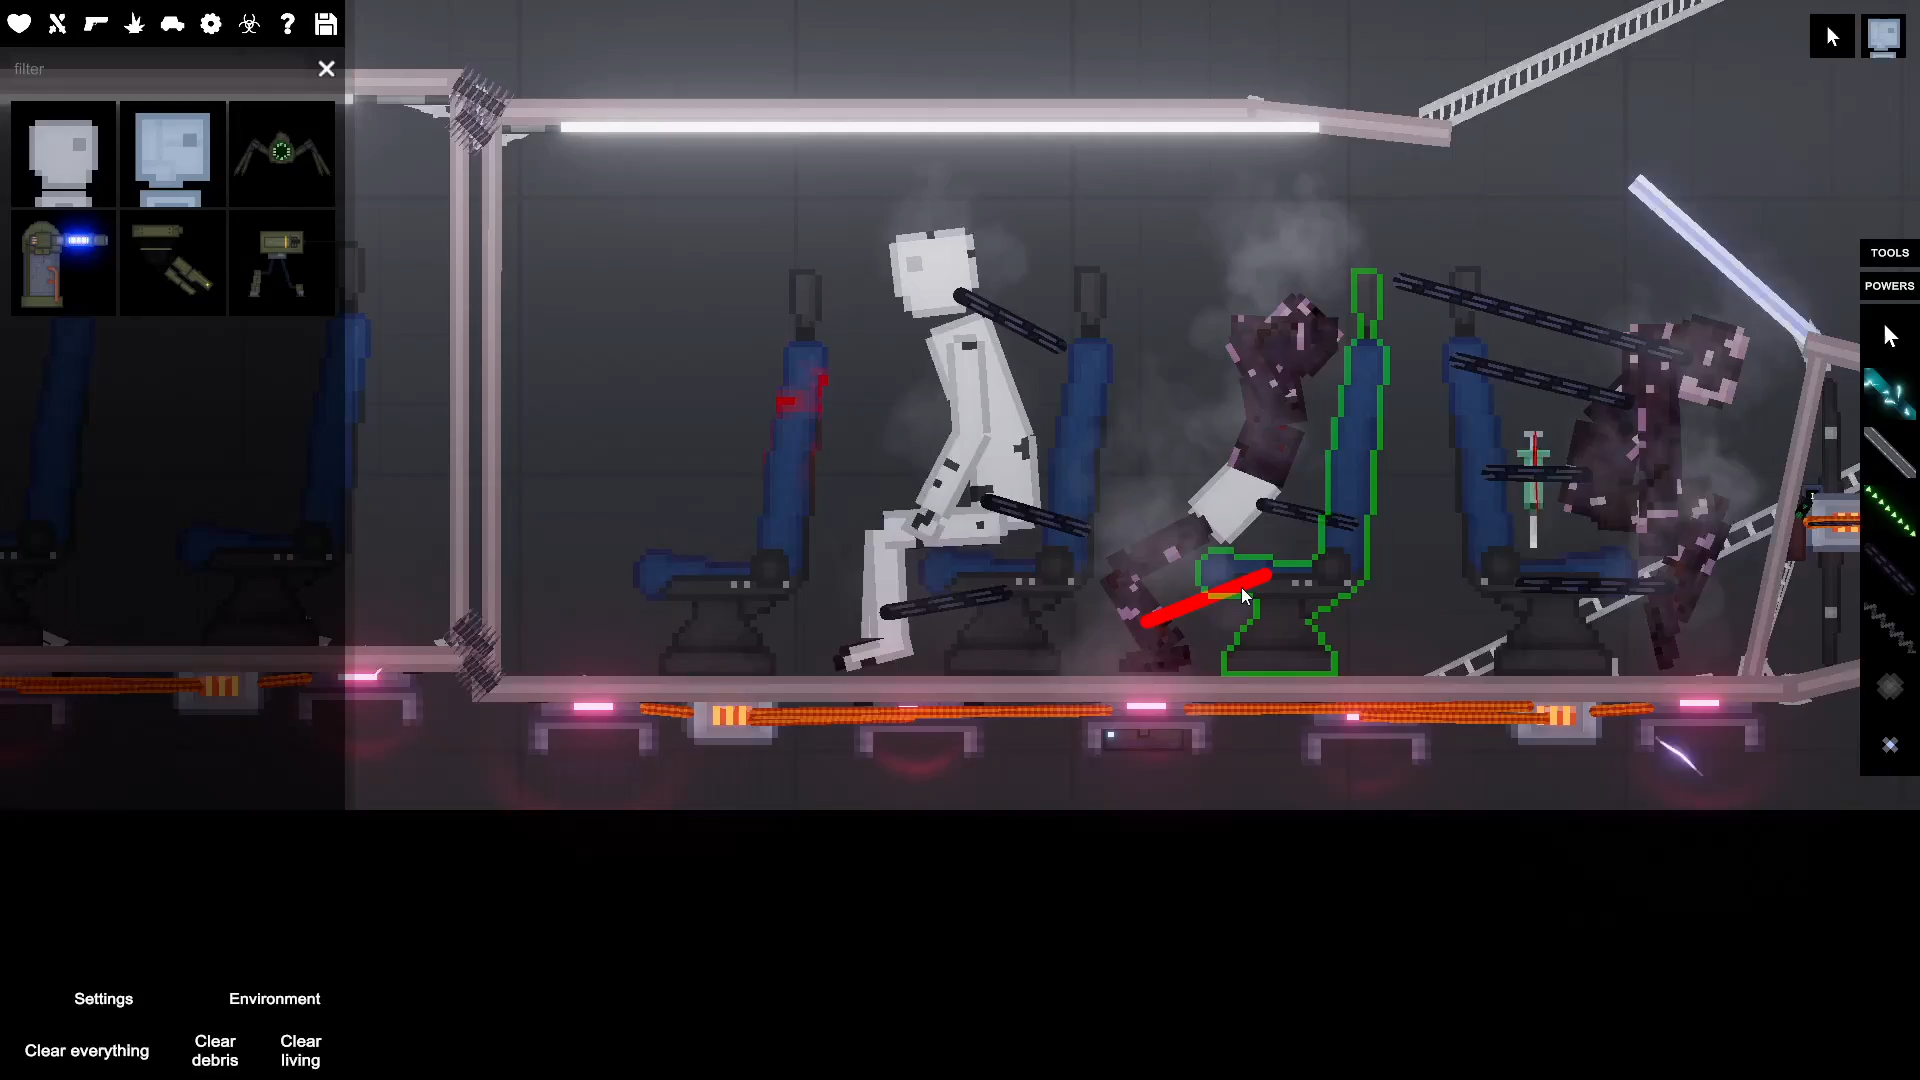 filter
TOOLS
POWERS
Settings
Environment
Clear everything
Clear
debris
Clear
living